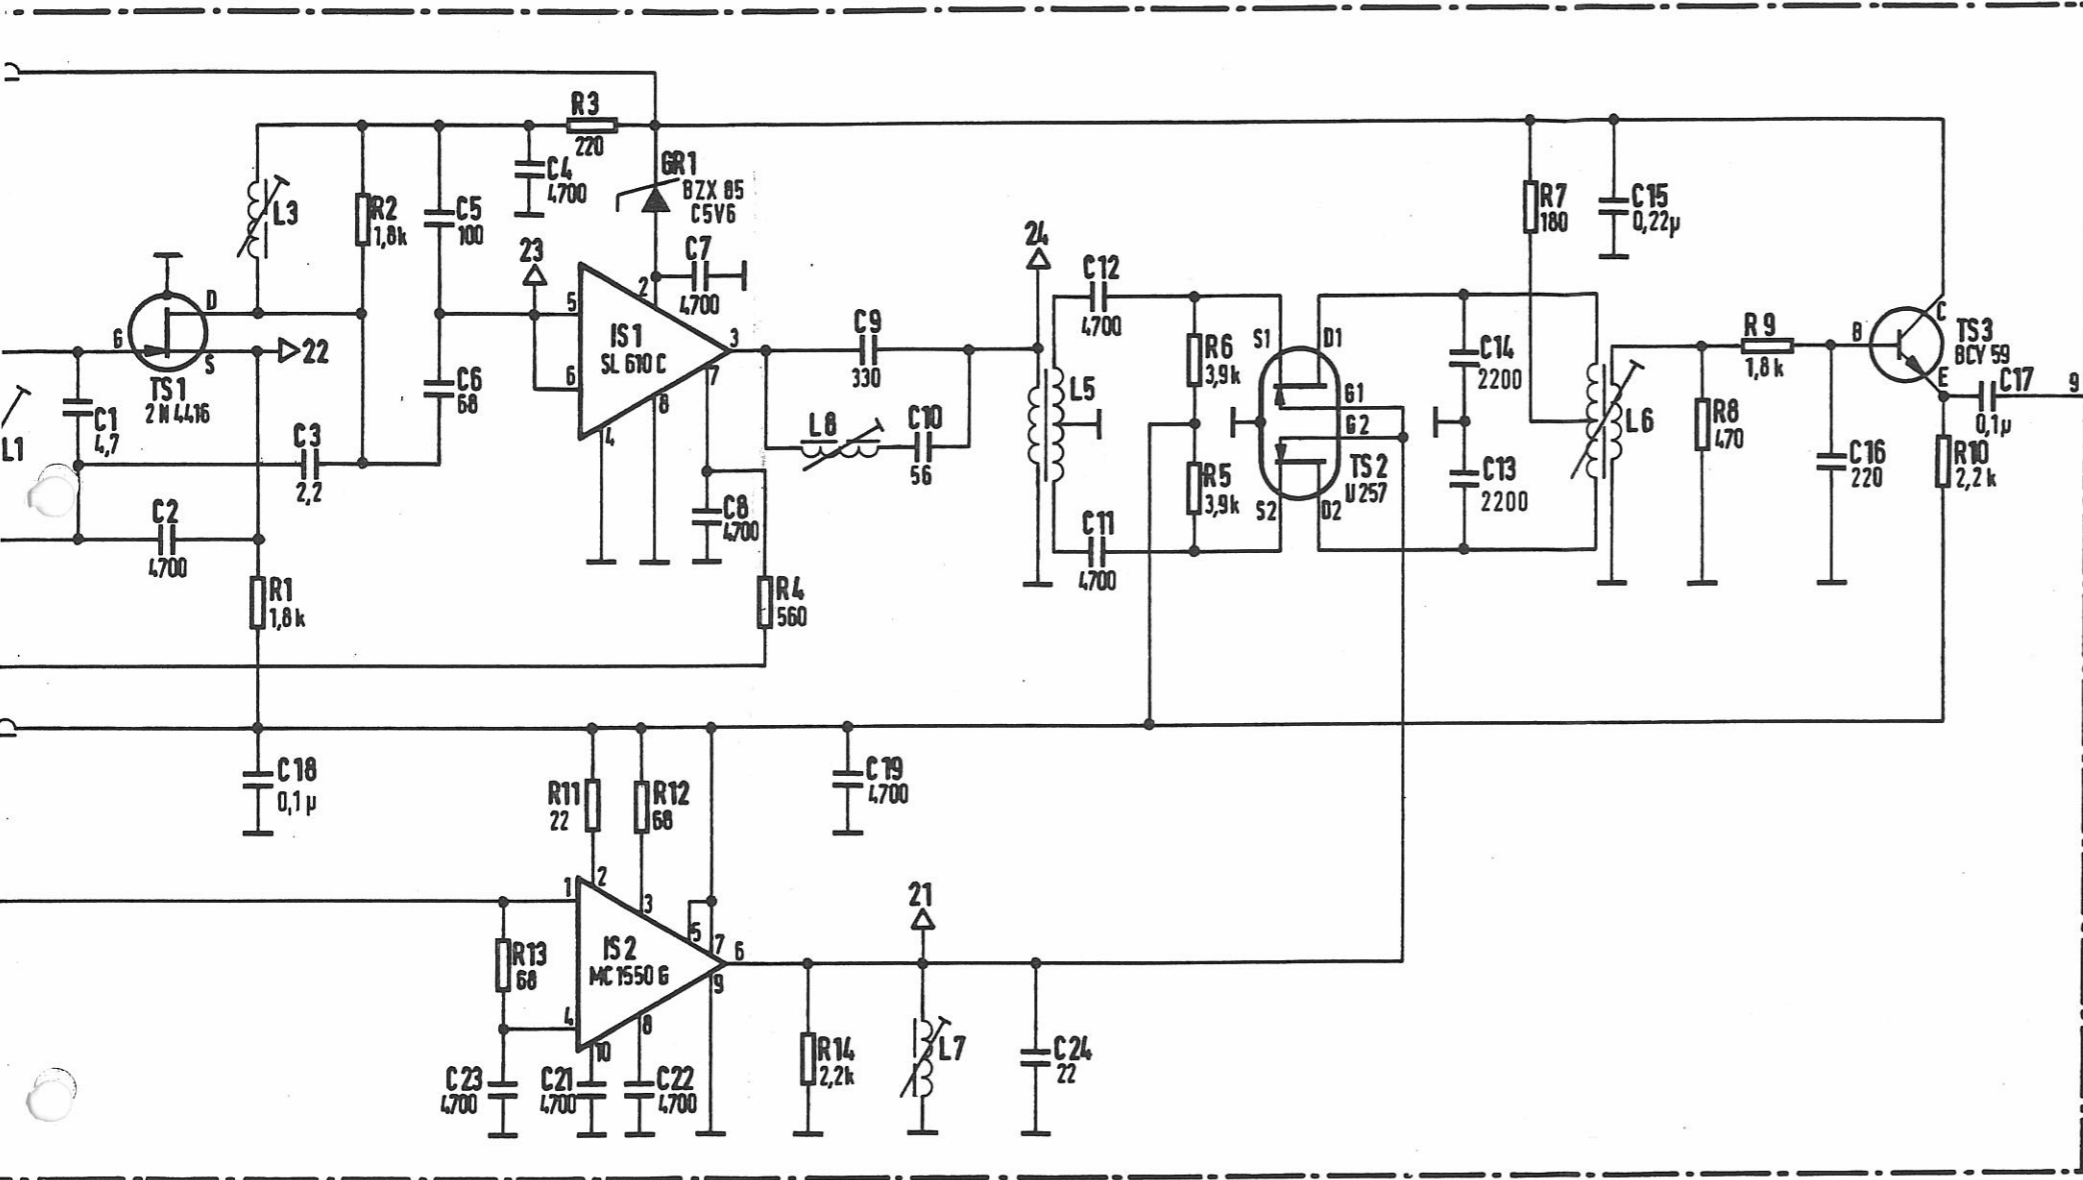 R3
220
C4
4700
GR1
BZX 85
C5V6
L3
R2
1,8k
C5
100
23
C7
4700
24
C12
4700
R7
180
C15
0,22µ
D
G
S
22
TS1
2N4416
5
6
2
IS1
SL 610 C
3
7
8
4
C9
330
L8
C10
56
L5
R6
3,9k
S1
D1
G1
G2
TS2
U257
S2
D2
R5
3,9k
C14
2200
C13
2200
L6
R8
470
R9
1,8k
B
C
E
TS3
BCY 59
C17
0,1µ
9
C16
220
R10
2,2k
L1
C1
4,7
C3
2,2
C6
68
C2
4700
C8
4700
C11
4700
R1
1,8k
R4
560
C18
0,1µ
R11
22
R12
68
C19
4700
1
2
3
5
7
6
9
4
8
10
IS2
MC1550G
R13
68
21
C23
4700
C21
4700
C22
4700
R14
2,2k
L7
C24
22